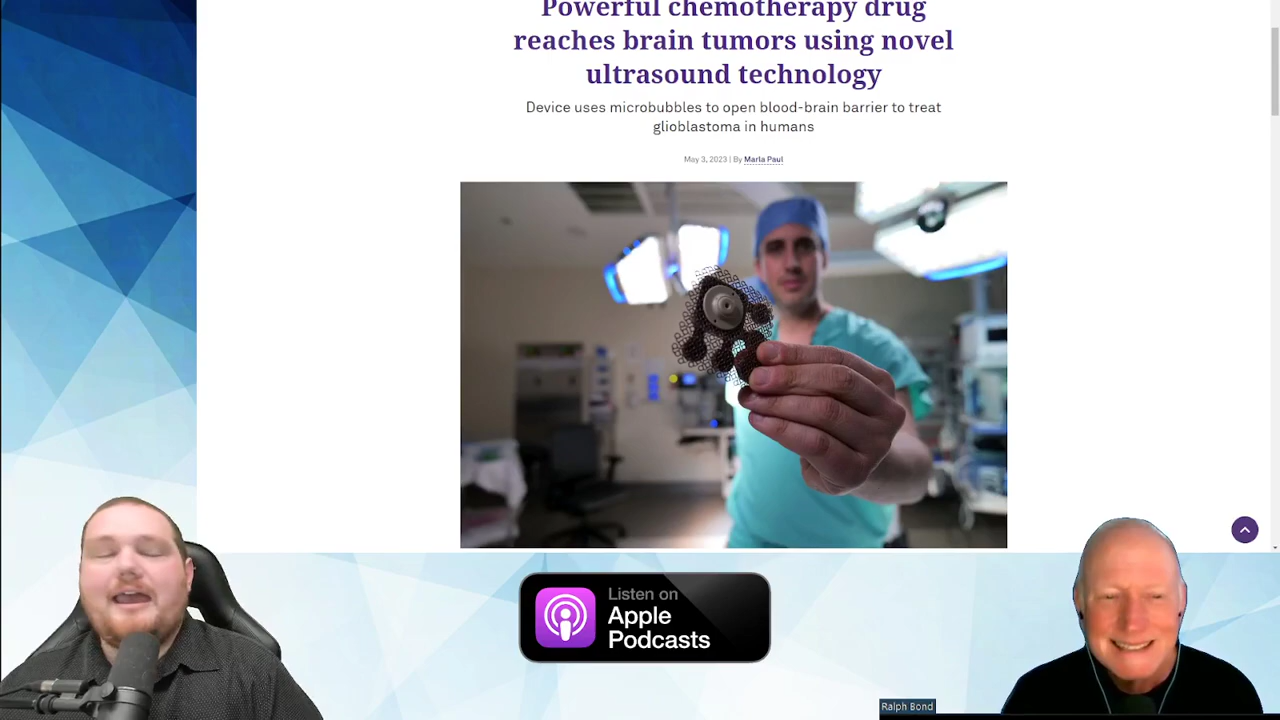 Powerful chemotherapy drug
reaches brain tumors using novel
ultrasound technology
Device uses microbubbles to open blood-brain barrier to treat
glioblastoma in humans
May 3, 2023 | By Marla Paul
Listen on
Apple
Podcasts
Ralph Bond